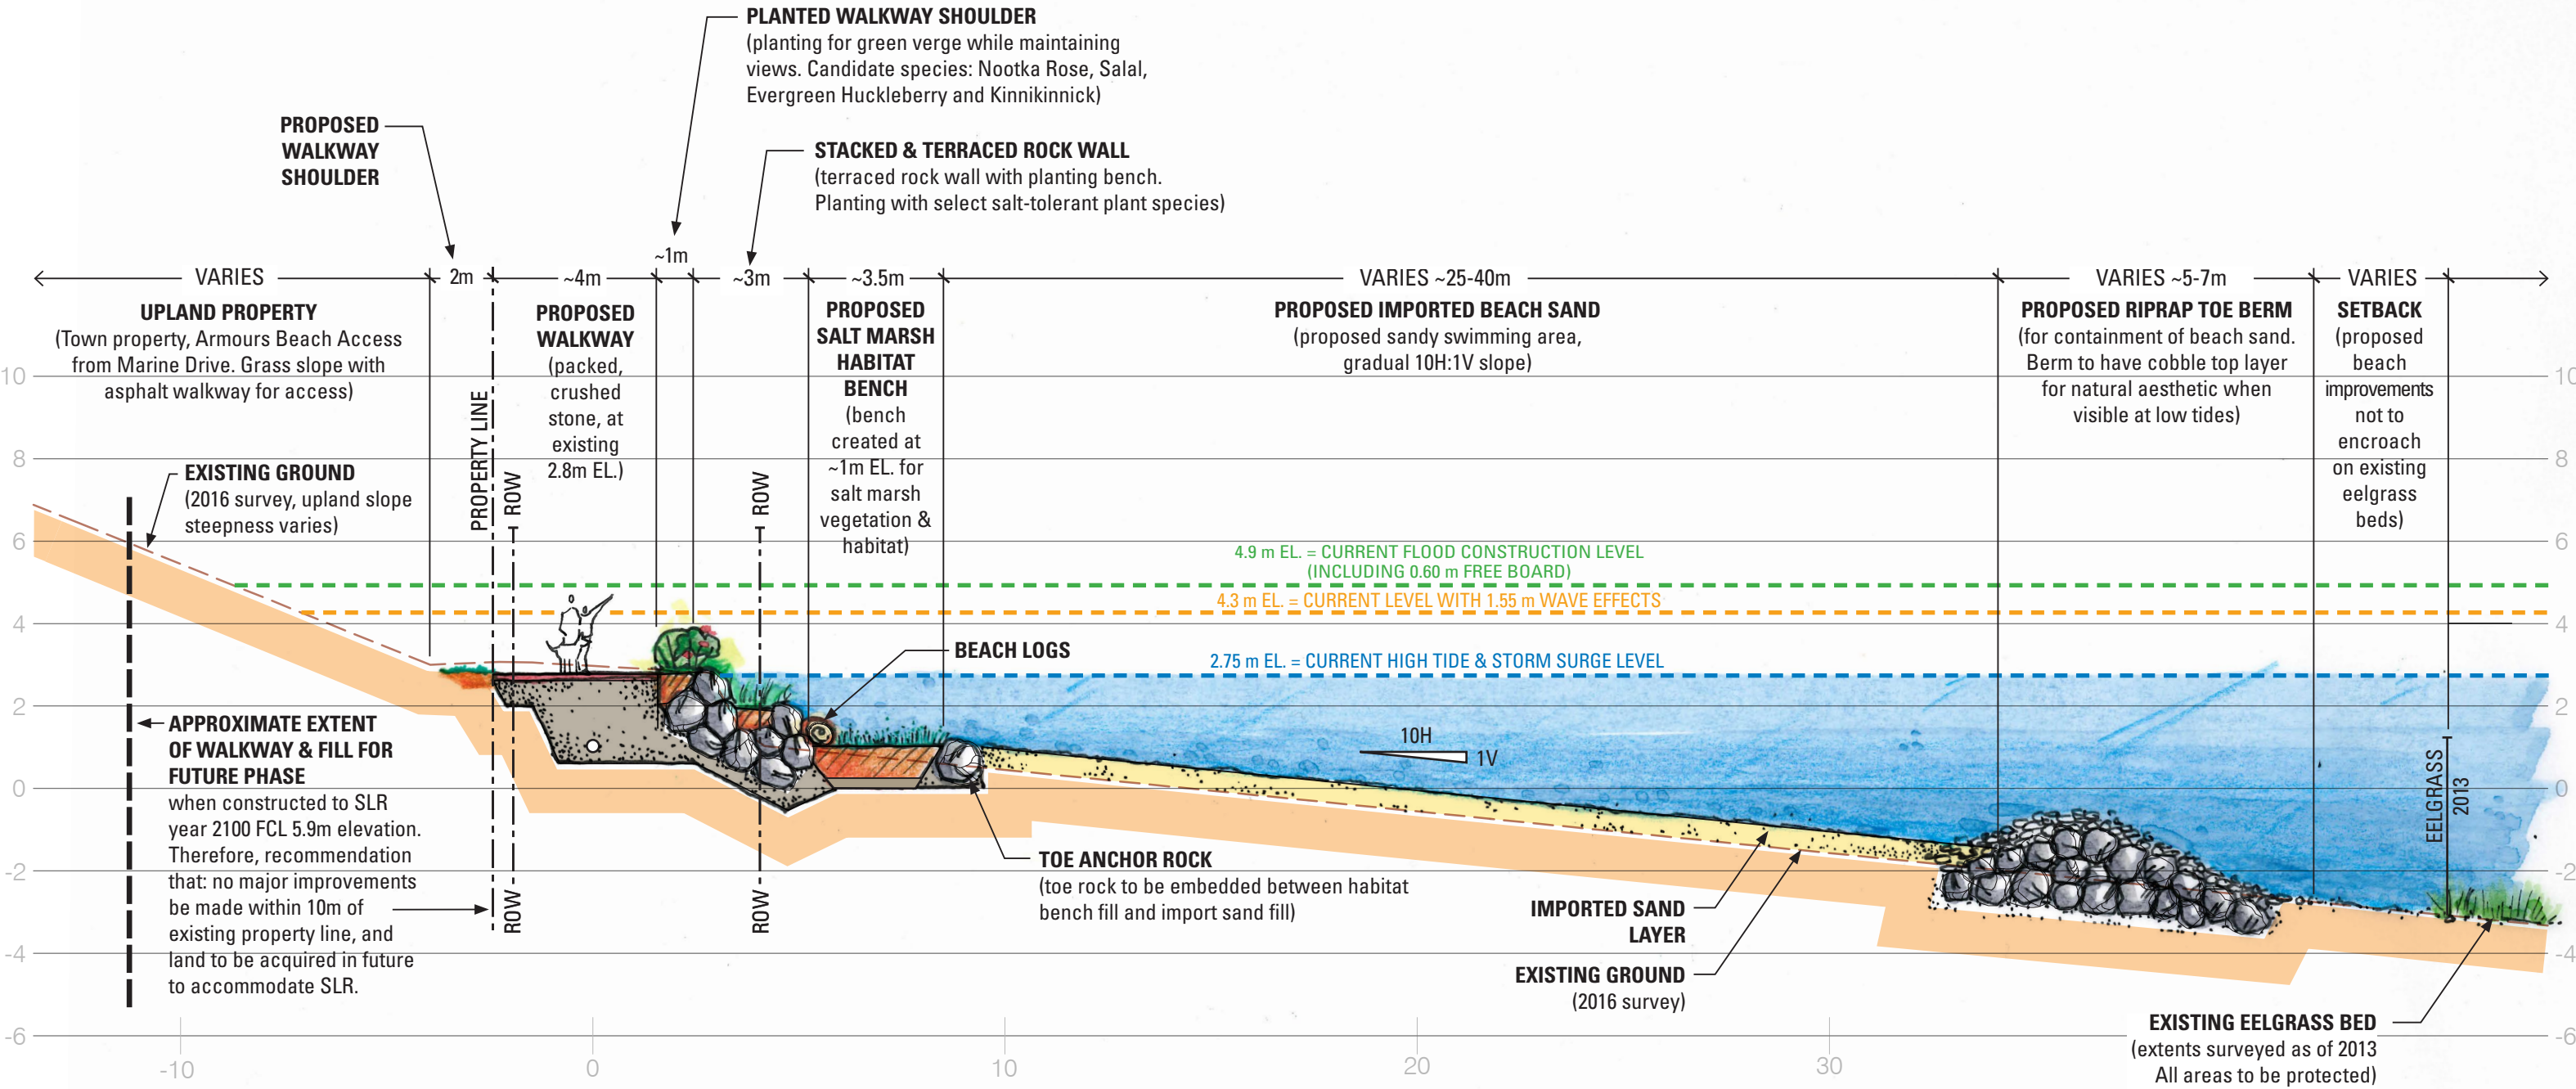 PLANTED WALKWAY SHOULDER
(planting for green verge while maintaining
views. Candidate species: Nootka Rose, Salal,
Evergreen Huckleberry and Kinnikinnick)
PROPOSED
WALKWAY
SHOULDER
STACKED & TERRACED ROCK WALL
(terraced rock wall with planting bench.
Planting with select salt-tolerant plant species)
VARIES
2m
~4m
~1m
~3m
~3.5m
VARIES ~25-40m
VARIES ~5-7m
VARIES
UPLAND PROPERTY
(Town property, Armours Beach Access
from Marine Drive. Grass slope with
asphalt walkway for access)
PROPERTY LINE
ROW
PROPOSED
WALKWAY
(packed,
crushed
stone, at
existing
2.8m EL.)
ROW
PROPOSED
SALT MARSH
HABITAT
BENCH
(bench
created at
~1m EL. for
salt marsh
vegetation &
habitat)
PROPOSED IMPORTED BEACH SAND
(proposed sandy swimming area,
gradual 10H:1V slope)
PROPOSED RIPRAP TOE BERM
(for containment of beach sand.
Berm to have cobble top layer
for natural aesthetic when
visible at low tides)
SETBACK
(proposed
beach
improvements
not to
encroach
on existing
eelgrass
beds)
EXISTING GROUND
(2016 survey, upland slope
steepness varies)
4.9 m EL. = CURRENT FLOOD CONSTRUCTION LEVEL
(INCLUDING 0.60 m FREE BOARD)
4.3 m EL. = CURRENT LEVEL WITH 1.55 m WAVE EFFECTS
2.75 m EL. = CURRENT HIGH TIDE & STORM SURGE LEVEL
BEACH LOGS
10H
1V
APPROXIMATE EXTENT
OF WALKWAY & FILL FOR
FUTURE PHASE
when constructed to SLR
year 2100 FCL 5.9m elevation.
Therefore, recommendation
that: no major improvements
be made within 10m of
existing property line, and
land to be acquired in future
to accommodate SLR.
ROW
ROW
TOE ANCHOR ROCK
(toe rock to be embedded between habitat
bench fill and import sand fill)
IMPORTED SAND
LAYER
EXISTING GROUND
(2016 survey)
EELGRASS
2013
EXISTING EELGRASS BED
(extents surveyed as of 2013
All areas to be protected)
10
8
6
4
2
0
-2
-4
-6
10
8
6
4
2
0
-2
-4
-6
-10
0
10
20
30